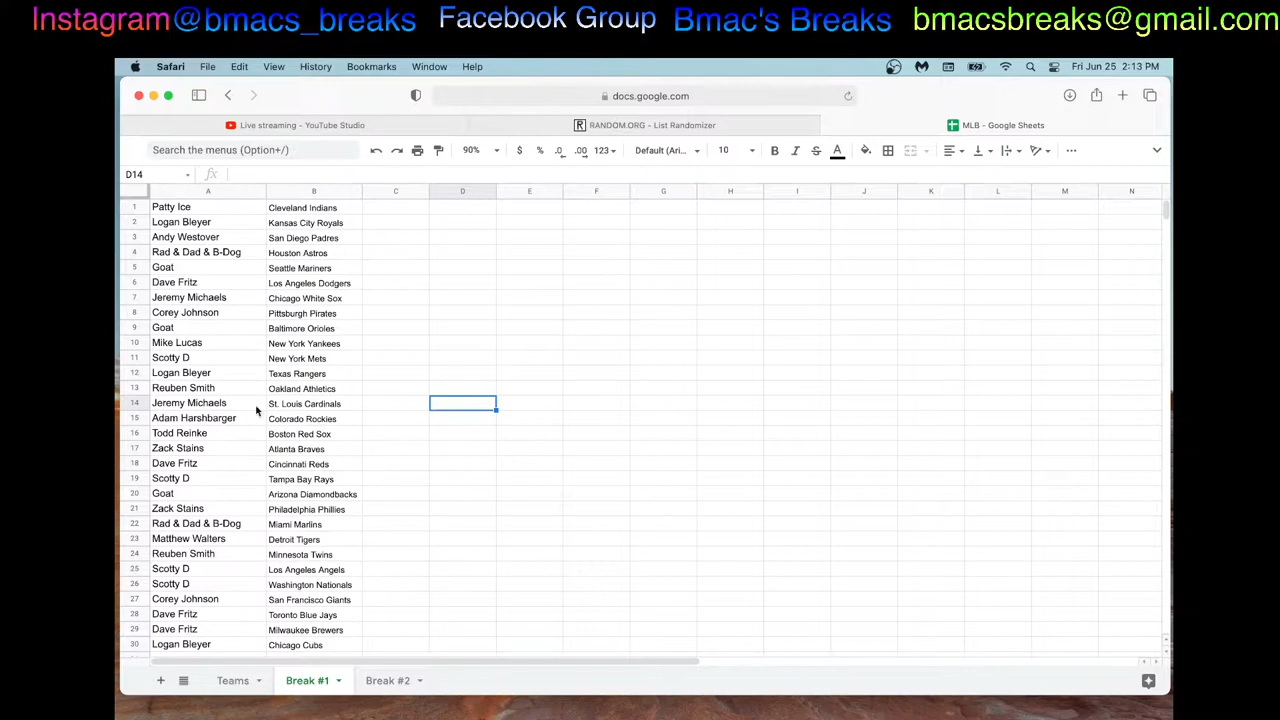 Instagram@bmacs_breaks Facebook Group Bmac's Breaks bmacsbreaks@gmail.com
Safari File Edit View History Bookmarks Window Help Fri Jun 25 2:13 PM
docs.google.com
Live streaming - YouTube Studio RANDOM.ORG - List Randomizer MLB - Google Sheets
Search the menus (Option+/) 90% $ % .0 .00 123 Default (Ari... 10 B I S A
D14 fx
A B C D E F G H I J K L M N
1 Patty Ice Cleveland Indians
2 Logan Bleyer Kansas City Royals
3 Andy Westover San Diego Padres
4 Rad & Dad & B-Dog Houston Astros
5 Goat Seattle Mariners
6 Dave Fritz Los Angeles Dodgers
7 Jeremy Michaels Chicago White Sox
8 Corey Johnson Pittsburgh Pirates
9 Goat Baltimore Orioles
10 Mike Lucas New York Yankees
11 Scotty D New York Mets
12 Logan Bleyer Texas Rangers
13 Reuben Smith Oakland Athletics
14 Jeremy Michaels St. Louis Cardinals
15 Adam Harshbarger Colorado Rockies
16 Todd Reinke Boston Red Sox
17 Zack Stains Atlanta Braves
18 Dave Fritz Cincinnati Reds
19 Scotty D Tampa Bay Rays
20 Goat Arizona Diamondbacks
21 Zack Stains Philadelphia Phillies
22 Rad & Dad & B-Dog Miami Marlins
23 Matthew Walters Detroit Tigers
24 Reuben Smith Minnesota Twins
25 Scotty D Los Angeles Angels
26 Scotty D Washington Nationals
27 Corey Johnson San Francisco Giants
28 Dave Fritz Toronto Blue Jays
29 Dave Fritz Milwaukee Brewers
30 Logan Bleyer Chicago Cubs
Teams Break #1 Break #2